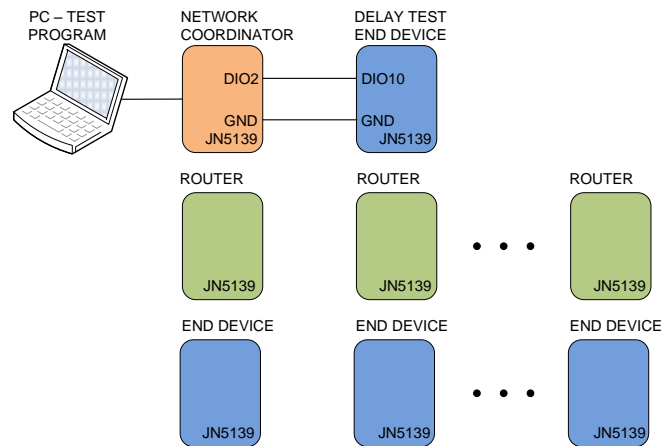 PC – TEST
PROGRAM
NETWORK
COORDINATOR
DELAY TEST
END DEVICE
DIO2
DIO10
GND
GND
JN5139
JN5139
ROUTER
ROUTER
ROUTER
JN5139
JN5139
JN5139
END DEVICE
END DEVICE
END DEVICE
JN5139
JN5139
JN5139